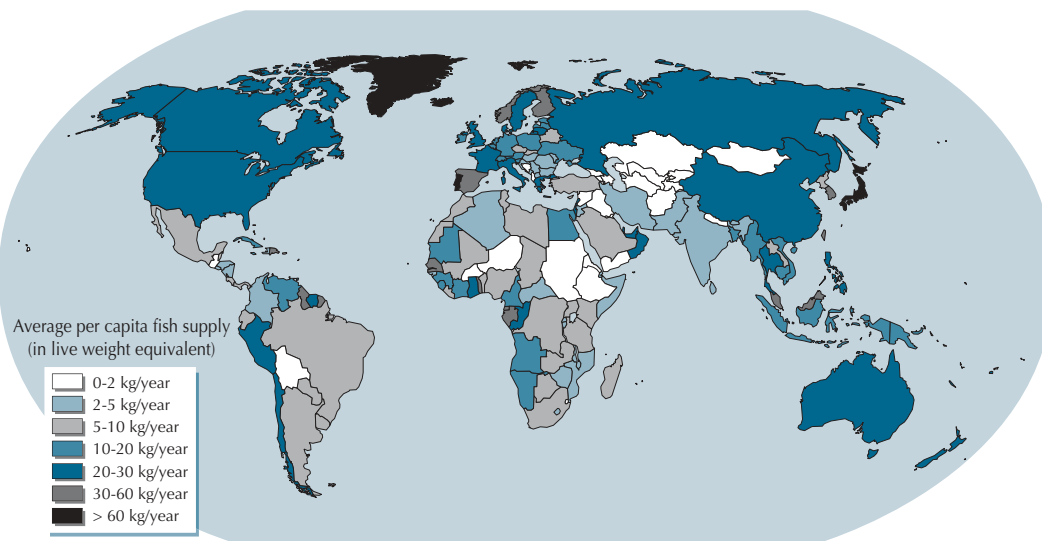 Average per capita fish supply
(in live weight equivalent)
0-2 kg/year
2-5 kg/year
5-10 kg/year
10-20 kg/year
20-30 kg/year
30-60 kg/year
> 60 kg/year